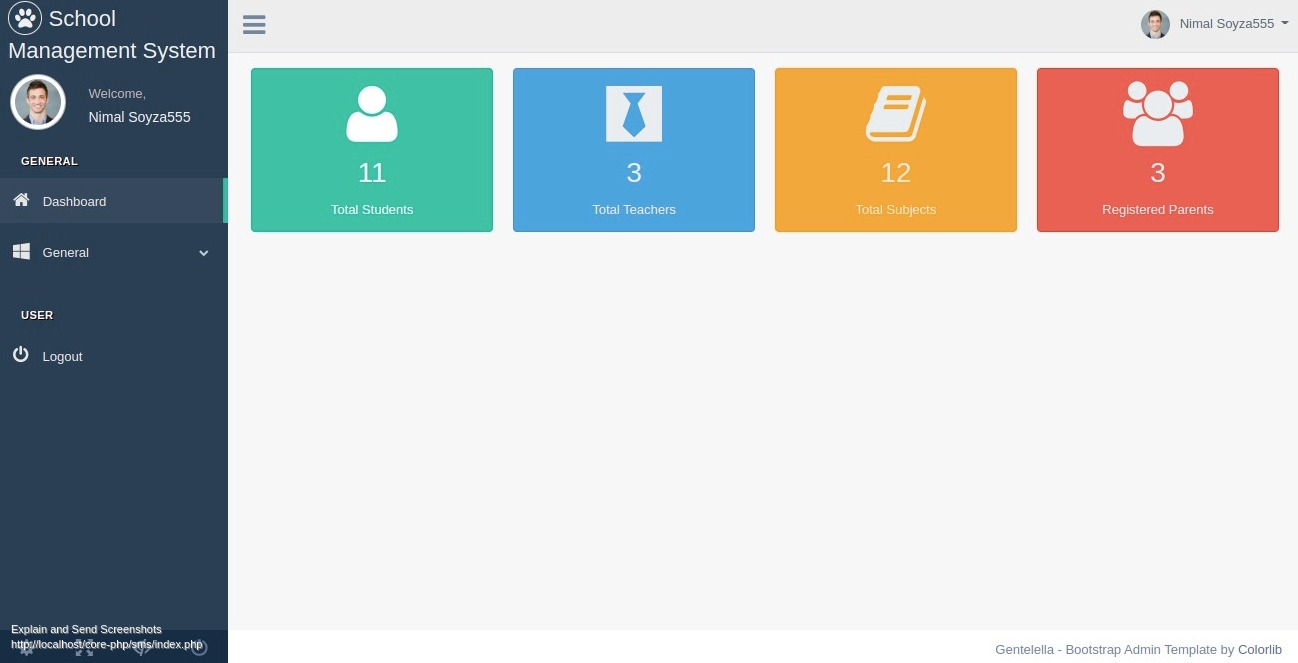 School
Management System
Welcome,
Nimal Soyza555
GENERAL
Dashboard
General
USER
Logout
Explain and Send Screenshots
http://localhost/core-php/sms/index.php
Nimal Soyza555
11
Total Students
3
Total Teachers
12
Total Subjects
3
Registered Parents
Gentelella - Bootstrap Admin Template by Colorlib